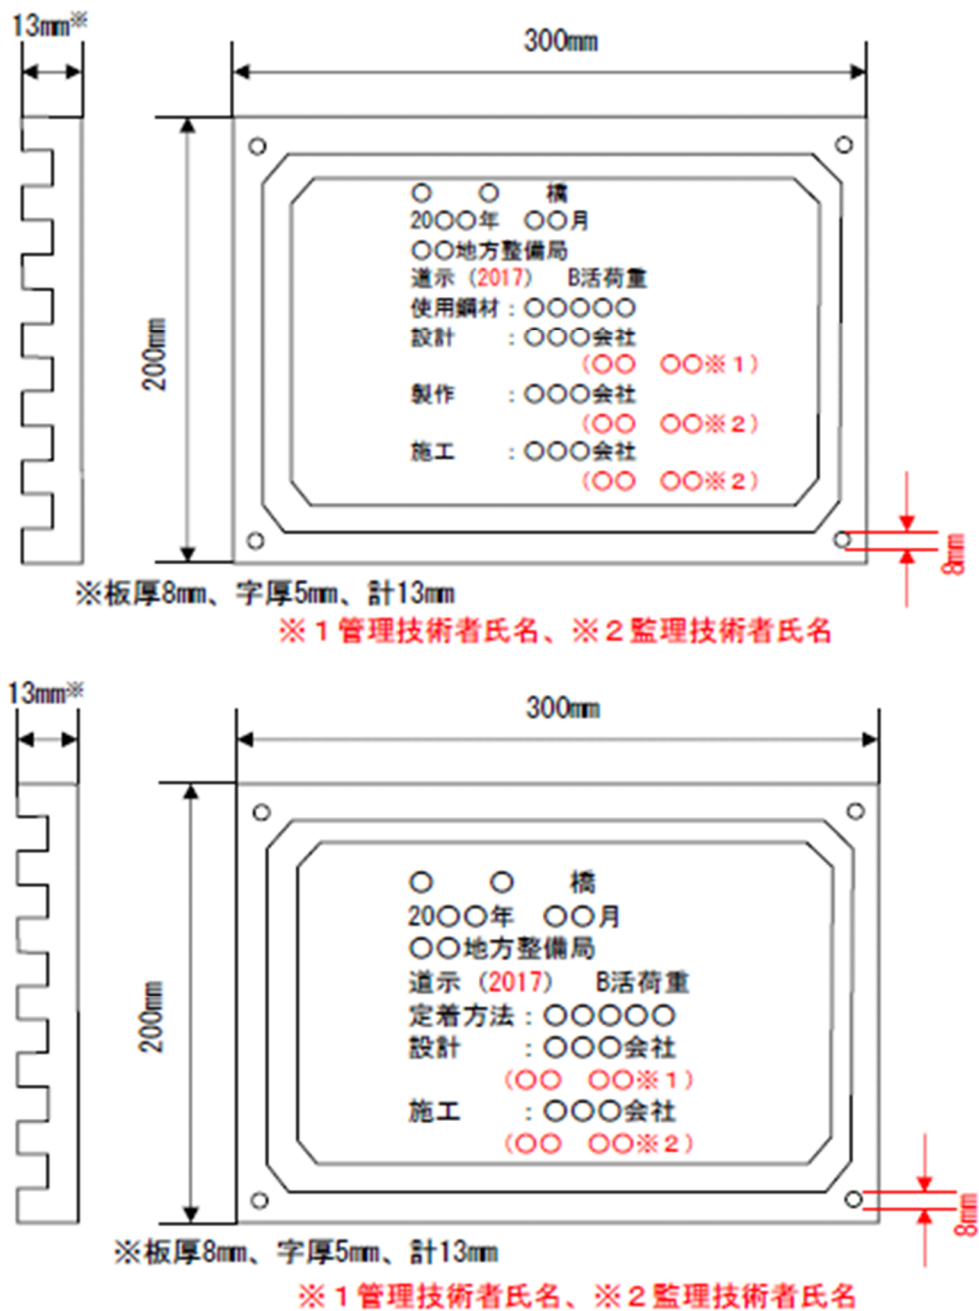 13mm※
300mm
200mm
○　○　橋
20○○年　○○月
○○地方整備局
道示（2017）　B活荷重
使用鋼材：○○○○○
設計　　：○○○会社
（○○　○○※１）
製作　　：○○○会社
（○○　○○※２）
施工　　：○○○会社
（○○　○○※２）
8mm
※板厚8mm、字厚5mm、計13mm
※１管理技術者氏名、※２監理技術者氏名
13mm※
300mm
200mm
○　○　橋
20○○年　○○月
○○地方整備局
道示（2017）　B活荷重
定着方法：○○○○○
設計　　：○○○会社
（○○　○○※１）
施工　　：○○○会社
（○○　○○※２）
8mm
※板厚8mm、字厚5mm、計13mm
※１管理技術者氏名、※２監理技術者氏名